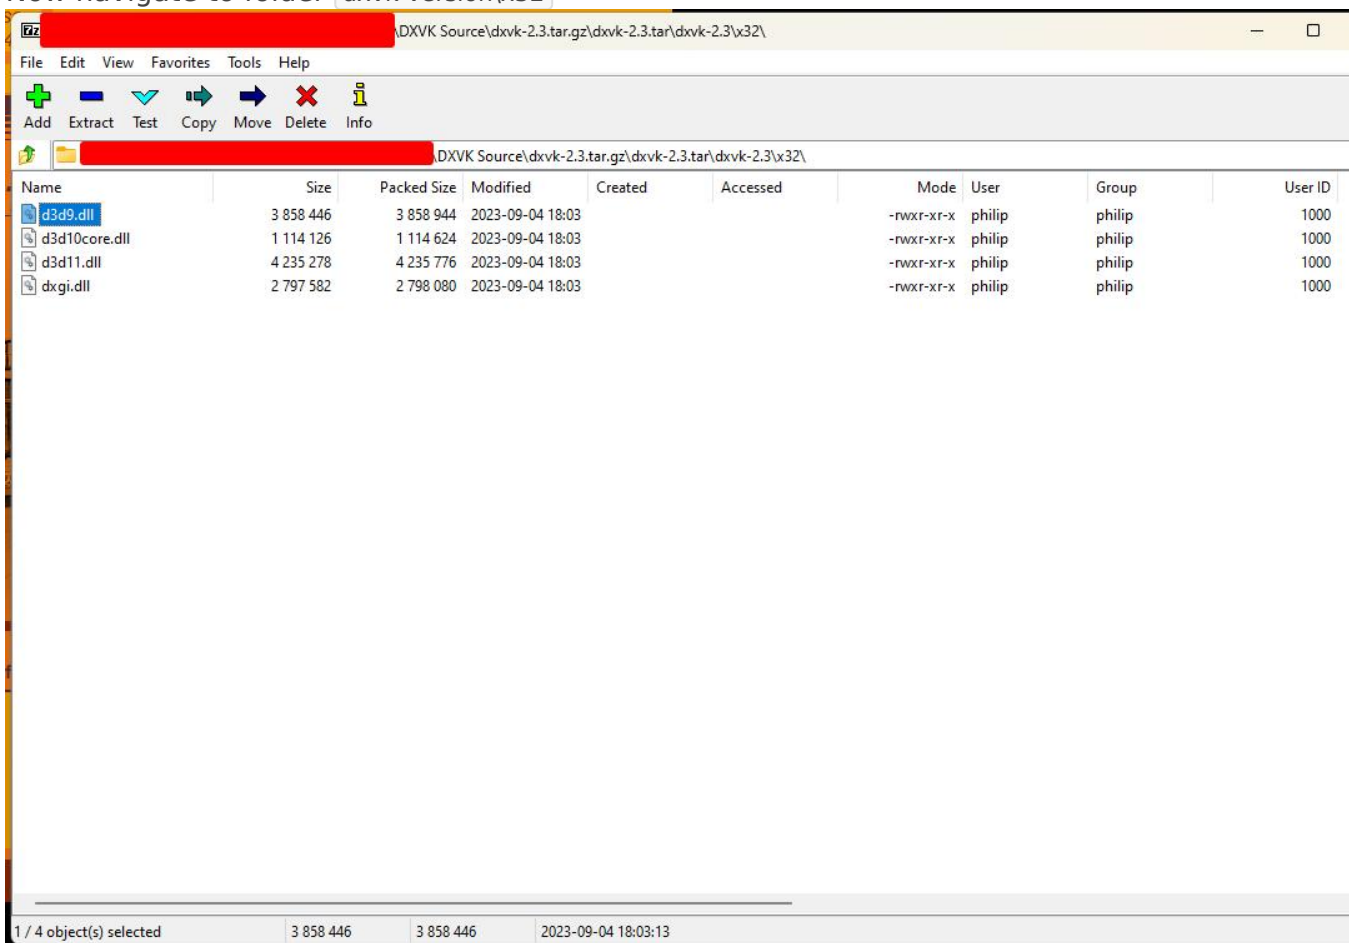 Now navigate to folder dxvk-version\x32
\DXVK Source\dxvk-2.3.tar.gz\dxvk-2.3.tar\dxvk-2.3\x32\
File Edit View Favorites Tools Help
Add Extract Test Copy Move Delete Info
\DXVK Source\dxvk-2.3.tar.gz\dxvk-2.3.tar\dxvk-2.3\x32\
Name Size Packed Size Modified Created Accessed Mode User Group User ID
d3d9.dll 3 858 446 3 858 944 2023-09-04 18:03 -rwxr-xr-x philip philip 1000
d3d10core.dll 1 114 126 1 114 624 2023-09-04 18:03 -rwxr-xr-x philip philip 1000
d3d11.dll 4 235 278 4 235 776 2023-09-04 18:03 -rwxr-xr-x philip philip 1000
dxgi.dll 2 797 582 2 798 080 2023-09-04 18:03 -rwxr-xr-x philip philip 1000
1 / 4 object(s) selected 3 858 446 3 858 446 2023-09-04 18:03:13